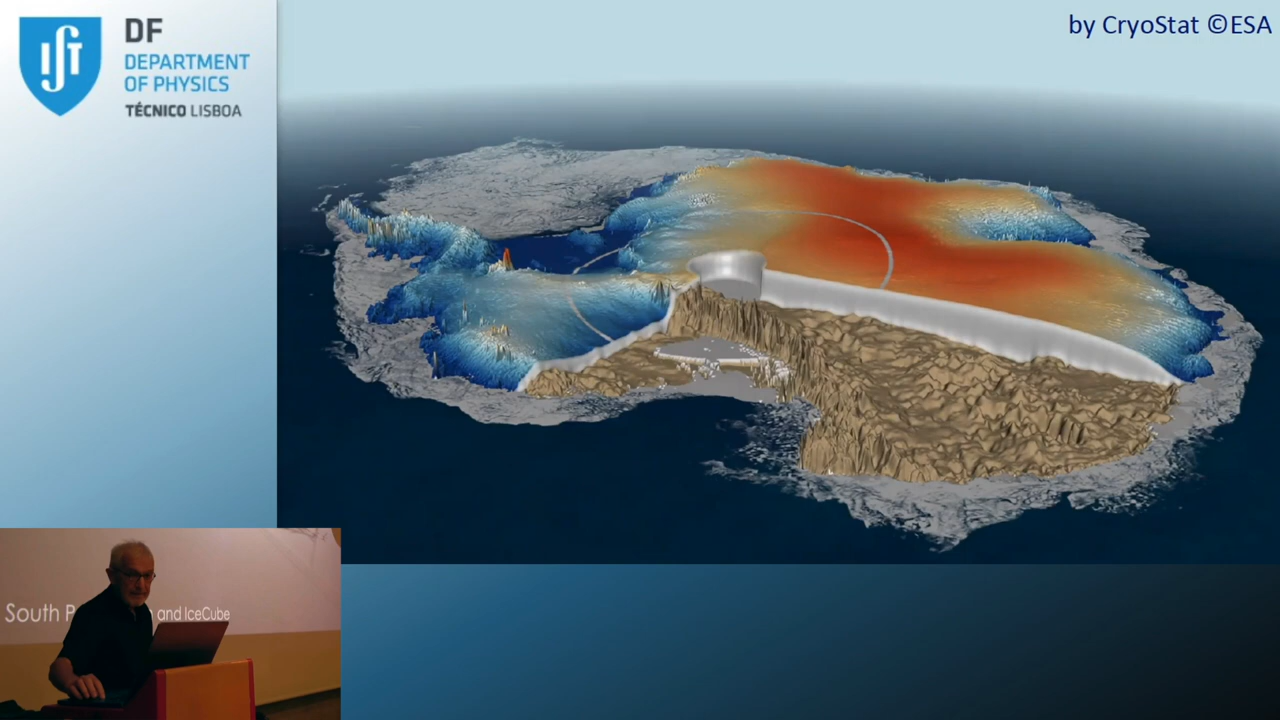 DF
DEPARTMENT
OF PHYSICS
TÉCNICO LISBOA
by CryoStat ©ESA
South P and IceCube